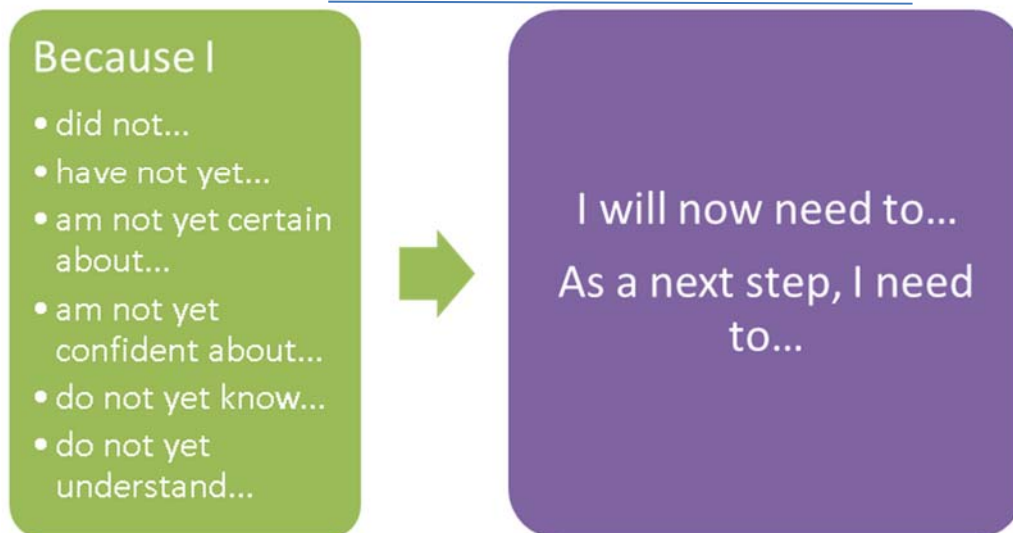 Because I
• did not...
• have not yet...
• am not yet certain
about...
• am not yet
confident about...
• do not yet know...
• do not yet
understand...
I will now need to...
As a next step, I need
to...